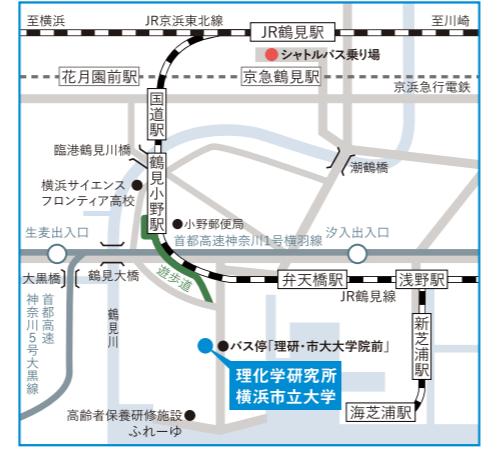 至横浜
JR京浜東北線
JR鶴見駅
至川崎
シャトルバス乗り場
花月園前駅
京急鶴見駅
京浜急行電鉄
国道駅
臨港鶴見川橋
鶴見小野駅
潮鶴橋
横浜サイエンス
フロンティア高校
小野郵便局
生麦出入口
首都高速神奈川1号横羽線
汐入出入口
大黒橋
鶴見大橋
遊歩道
弁天橋駅
浅野駅
JR鶴見線
首都高速
神奈川5号大黒線
鶴見川
新芝浦駅
バス停「理研・市大大学院前」
理化学研究所
横浜市立大学
海芝浦駅
高齢者保養研修施設
ふれーゆ